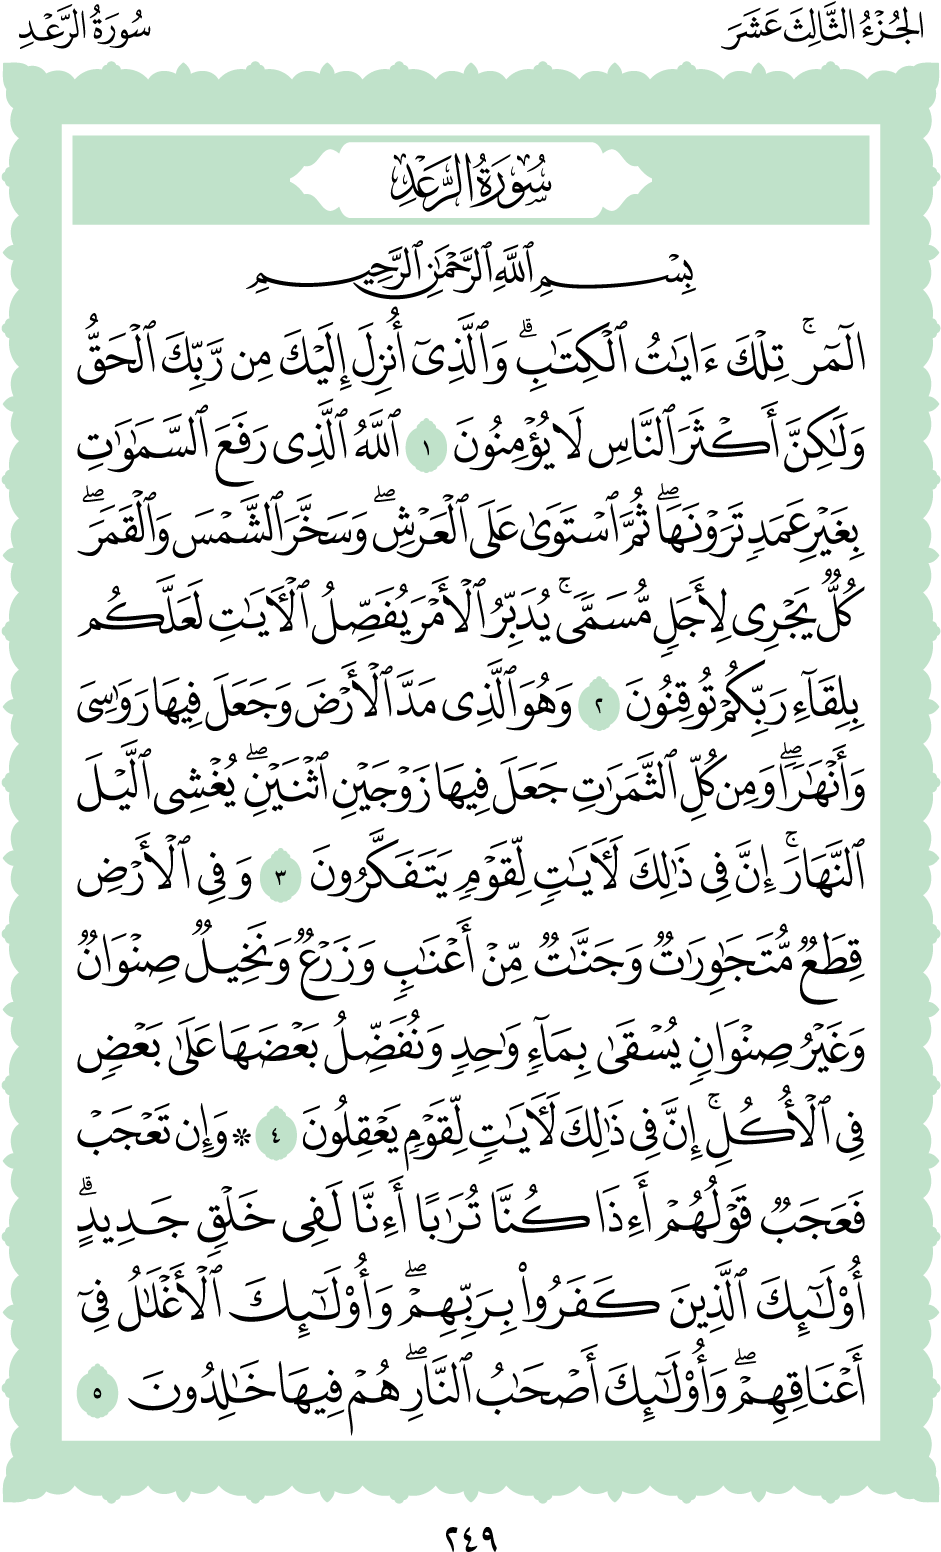 الجُزْءُ الثَّالِثَ عَشَرَ
سُورَةُ الرَّعْدِ
سُورَةُ الرَّعْدِ
بِسْمِ ٱللَّهِ ٱلرَّحْمَٰنِ ٱلرَّحِيمِ
الٓمٓرۚ تِلْكَ ءَايَٰتُ ٱلْكِتَٰبِۗ وَٱلَّذِىٓ أُنزِلَ إِلَيْكَ مِن رَّبِّكَ ٱلْحَقُّ
وَلَٰكِنَّ أَكْثَرَ ٱلنَّاسِ لَا يُؤْمِنُونَ ١ ٱللَّهُ ٱلَّذِى رَفَعَ ٱلسَّمَٰوَٰتِ
بِغَيْرِ عَمَدٍ تَرَوْنَهَاۖ ثُمَّ ٱسْتَوَىٰ عَلَى ٱلْعَرْشِۖ وَسَخَّرَ ٱلشَّمْسَ وَٱلْقَمَرَۖ
كُلٌّ يَجْرِى لِأَجَلٍ مُّسَمًّىۚ يُدَبِّرُ ٱلْأَمْرَ يُفَصِّلُ ٱلْءَايَٰتِ لَعَلَّكُم
بِلِقَآءِ رَبِّكُمْ تُوقِنُونَ ٢ وَهُوَ ٱلَّذِى مَدَّ ٱلْأَرْضَ وَجَعَلَ فِيهَا رَوَٰسِىَ
وَأَنْهَٰرًاۖ وَمِن كُلِّ ٱلثَّمَرَٰتِ جَعَلَ فِيهَا زَوْجَيْنِ ٱثْنَيْنِۖ يُغْشِى ٱلَّيْلَ
ٱلنَّهَارَۚ إِنَّ فِى ذَٰلِكَ لَءَايَٰتٍ لِّقَوْمٍ يَتَفَكَّرُونَ ٣ وَفِى ٱلْأَرْضِ
قِطَعٌ مُّتَجَٰوِرَٰتٌ وَجَنَّٰتٌ مِّنْ أَعْنَٰبٍ وَزَرْعٌ وَنَخِيلٌ صِنْوَانٌ
وَغَيْرُ صِنْوَانٍ يُسْقَىٰ بِمَآءٍ وَٰحِدٍ وَنُفَضِّلُ بَعْضَهَا عَلَىٰ بَعْضٍ
فِى ٱلْأُكُلِۚ إِنَّ فِى ذَٰلِكَ لَءَايَٰتٍ لِّقَوْمٍ يَعْقِلُونَ ٤ * وَإِن تَعْجَبْ
فَعَجَبٌ قَوْلُهُمْ أَءِذَا كُنَّا تُرَٰبًا أَءِنَّا لَفِى خَلْقٍ جَدِيدٍۗ
أُو۟لَٰٓئِكَ ٱلَّذِينَ كَفَرُوا۟ بِرَبِّهِمْۖ وَأُو۟لَٰٓئِكَ ٱلْأَغْلَٰلُ فِىٓ
أَعْنَاقِهِمْۖ وَأُو۟لَٰٓئِكَ أَصْحَٰبُ ٱلنَّارِۖ هُمْ فِيهَا خَٰلِدُونَ ٥
٢٤٩